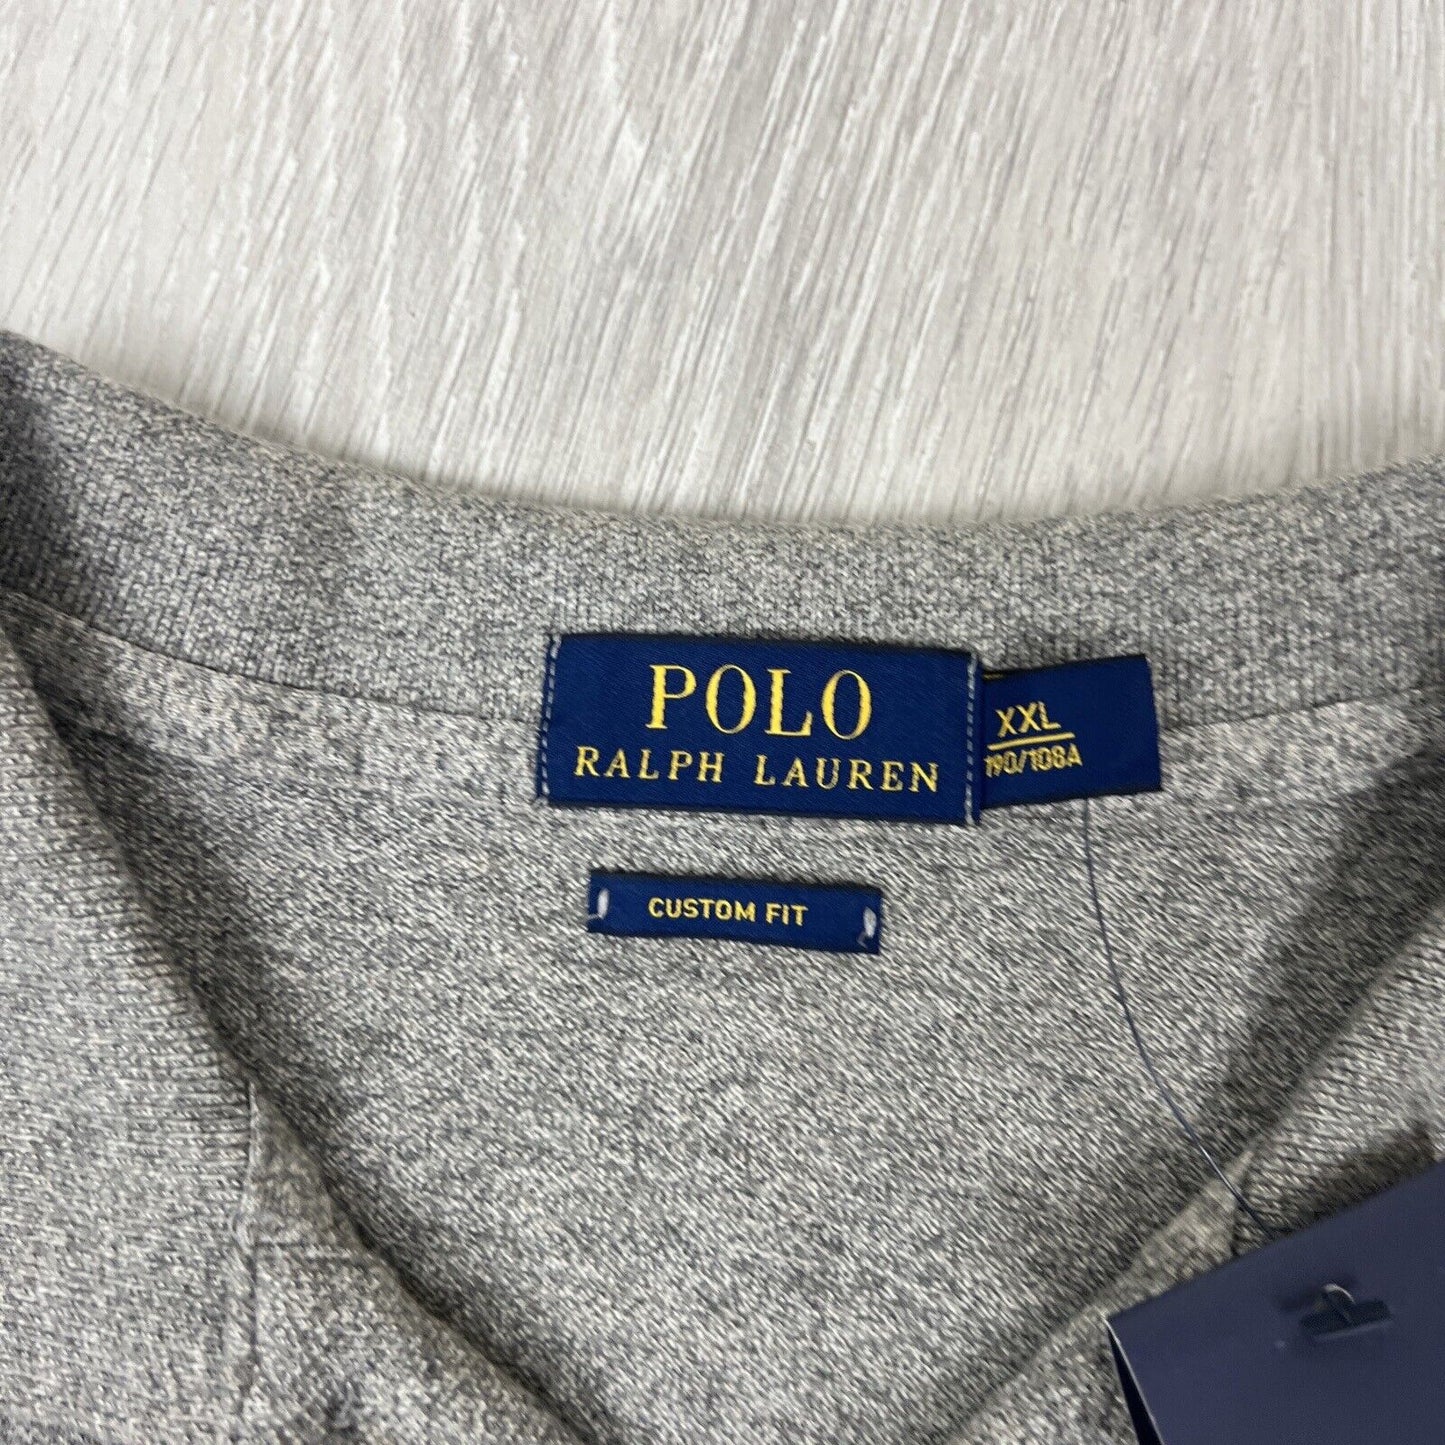 POLO
RALPH LAUREN
XXL
190/108A
CUSTOM FIT